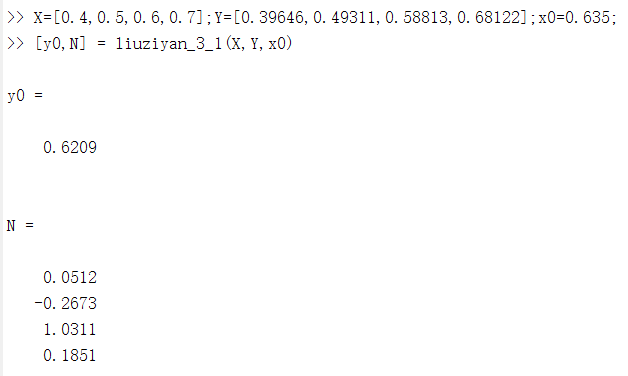 >> X=[0.4,0.5,0.6,0.7];Y=[0.39646,0.49311,0.58813,0.68122];x0=0.635;
>> [y0,N] = liuziyan_3_1(X,Y,x0)
y0 =
0.6209
N =
0.0512
-0.2673
1.0311
0.1851